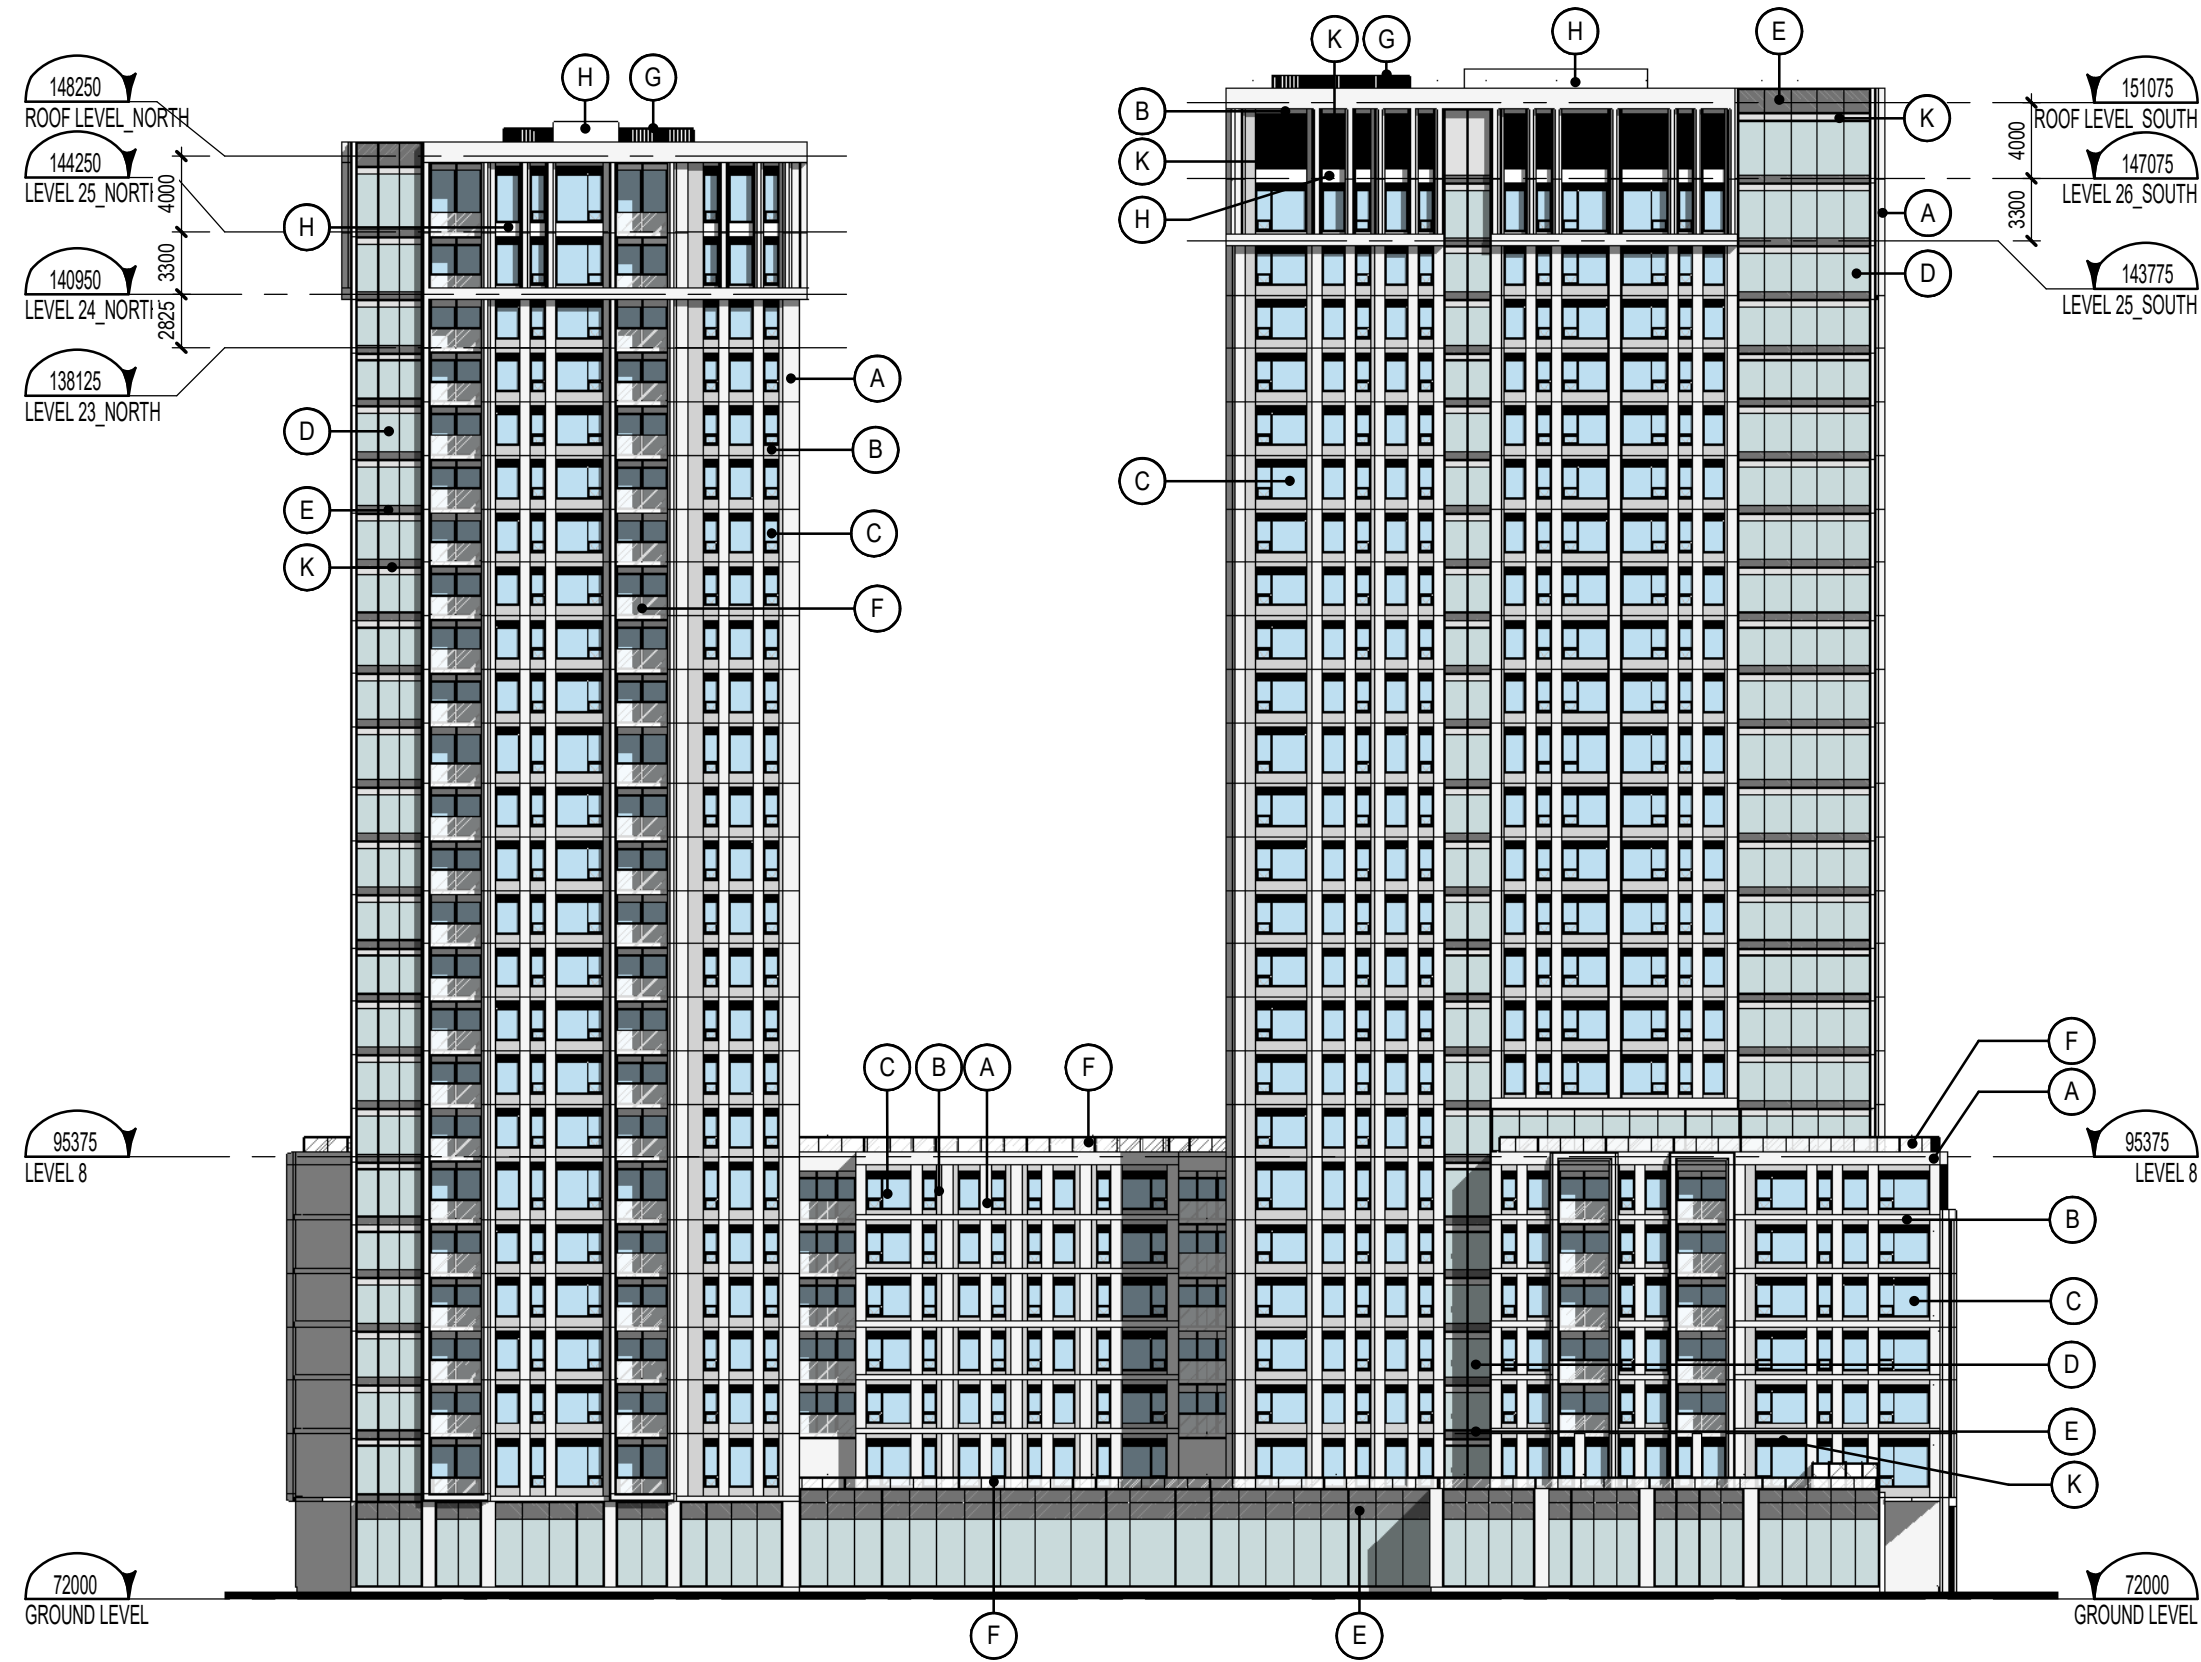 K
G
H
E
148250
ROOF LEVEL_NORTH
H
G
151075
ROOF LEVEL_SOUTH
B
K
144250
LEVEL 25_NORTH
4000
K
4000
147075
LEVEL 26_SOUTH
H
H
A
3300
140950
LEVEL 24_NORTH
3300
2825
D
143775
LEVEL 25_SOUTH
138125
LEVEL 23_NORTH
A
D
B
C
E
C
K
F
C
B
A
F
F
A
95375
LEVEL 8
95375
LEVEL 8
B
C
D
E
K
72000
GROUND LEVEL
72000
GROUND LEVEL
F
E